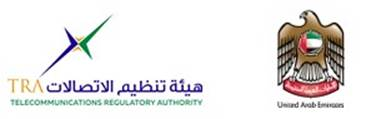 هيئة تنظيم الاتصالات TRA
TELECOMMUNICATIONS REGULATORY AUTHORITY
United Arab Emirates